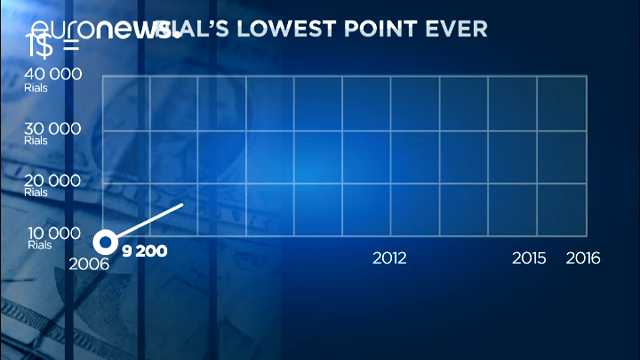 euronews.
RIAL'S LOWEST POINT EVER
1$ =
40 000
Rials
30 000
Rials
20 000
Rials
10 000
Rials
9 200
2006 2012 2015 2016